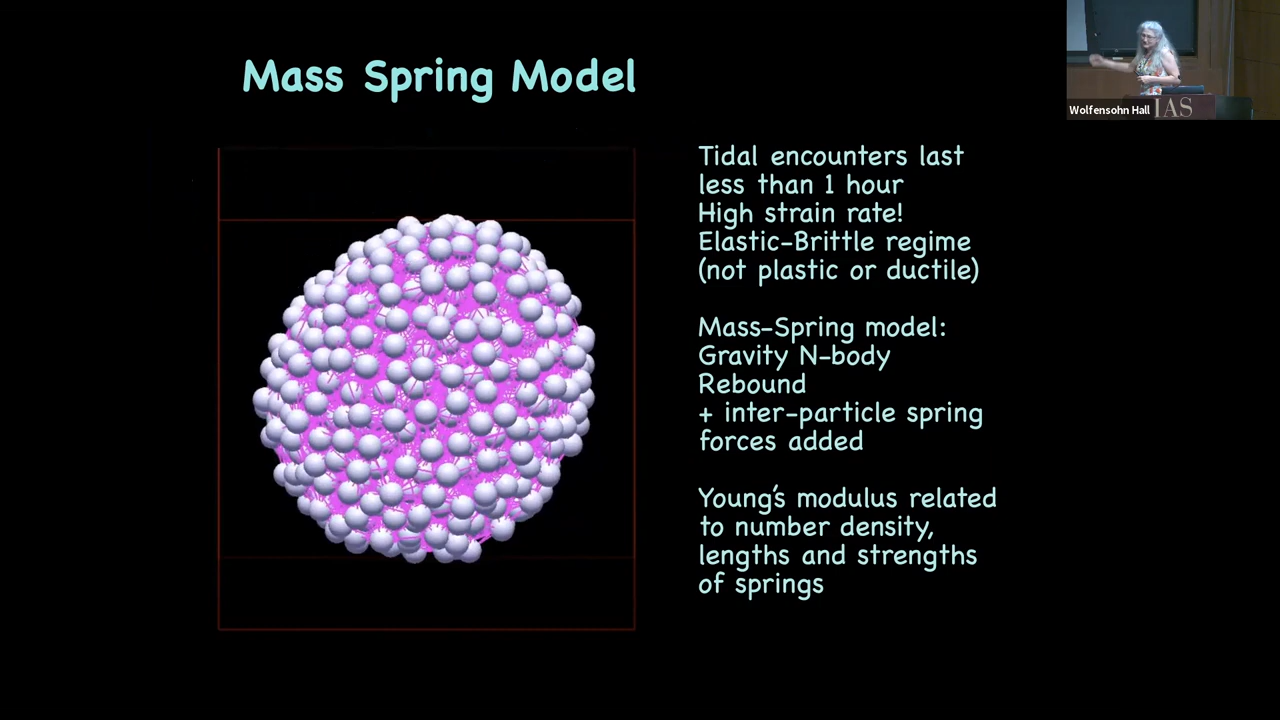 Mass Spring Model
Wolfensohn Hall
IAS
Tidal encounters last
less than 1 hour
High strain rate!
Elastic-Brittle regime
(not plastic or ductile)
Mass-Spring model:
Gravity N-body
Rebound
+ inter-particle spring
forces added
Young's modulus related
to number density,
lengths and strengths
of springs